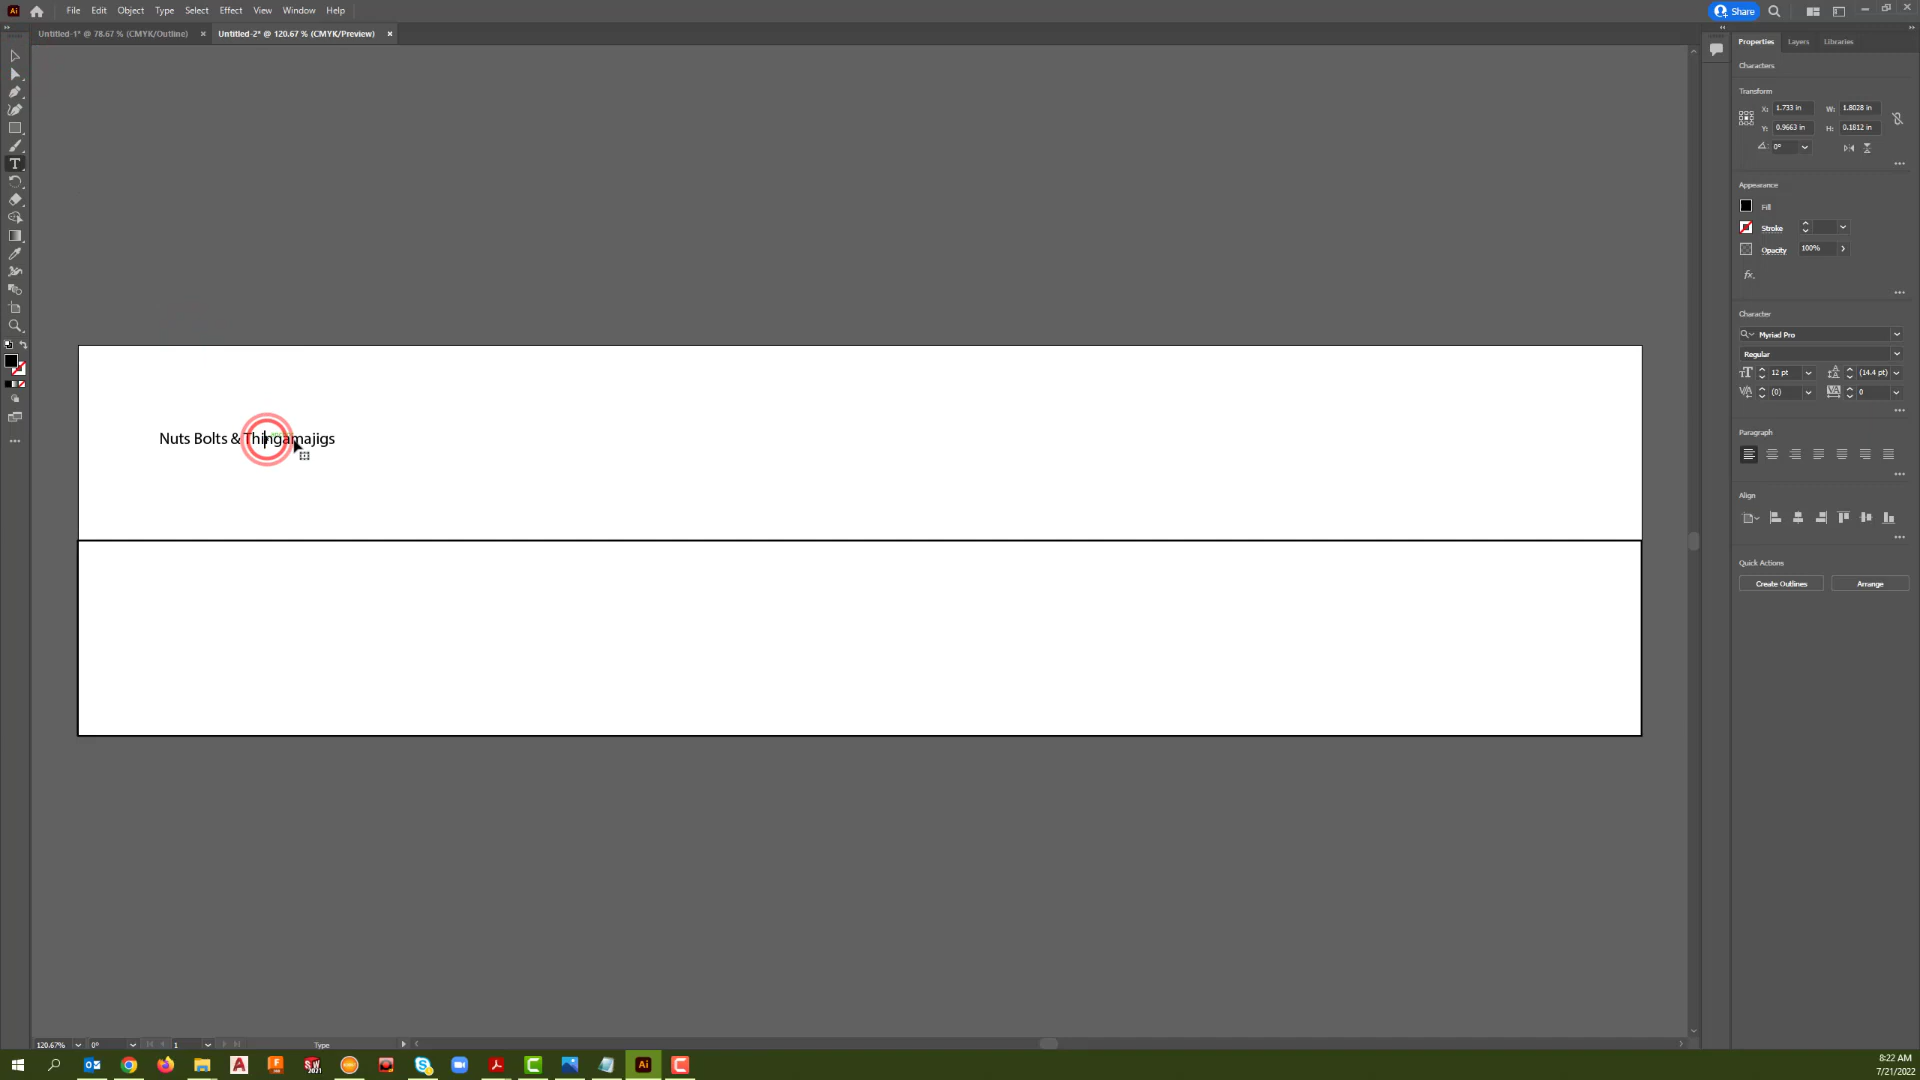 File Edit Object Type Select Effect View Window Help
Share
Untitled-1* @ 78.67 % (CMYK/Outline) × Untitled-2* @ 120.67 % (CMYK/Preview) ×
Properties Layers Libraries
Characters
Transform
X: 1.733 in W: 1.8028 in
Y: 0.9663 in H: 0.1812 in
0°
Appearance
Fill
Stroke
Opacity 100%
fx.
Character
Myriad Pro
Regular
12 pt (14.4 pt)
(0) 0
Paragraph
Align
Quick Actions
Create Outlines Arrange
Nuts Bolts & Thingamajigs
120.67% 0° 1 Type
8:22 AM
7/21/2022